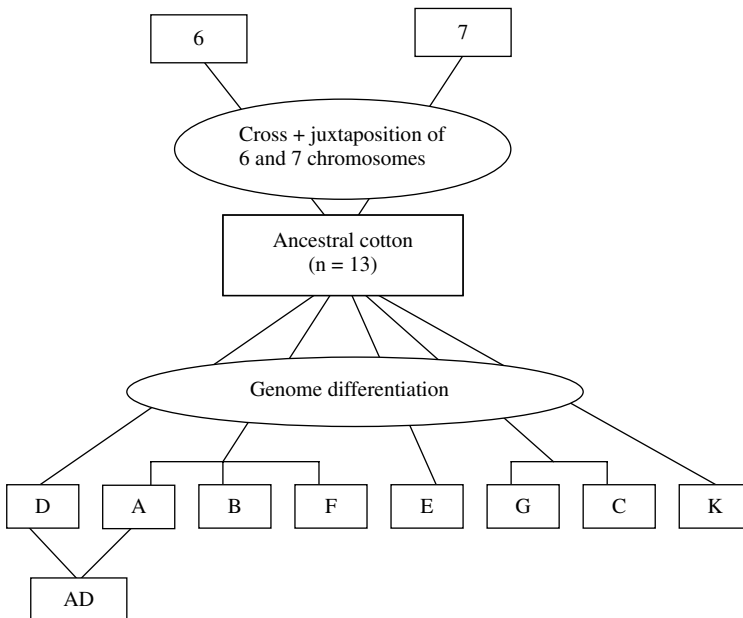 6
7
Cross + juxtaposition of
6 and 7 chromosomes
Ancestral cotton
(n = 13)
Genome differentiation
D
A
B
F
E
G
C
K
AD